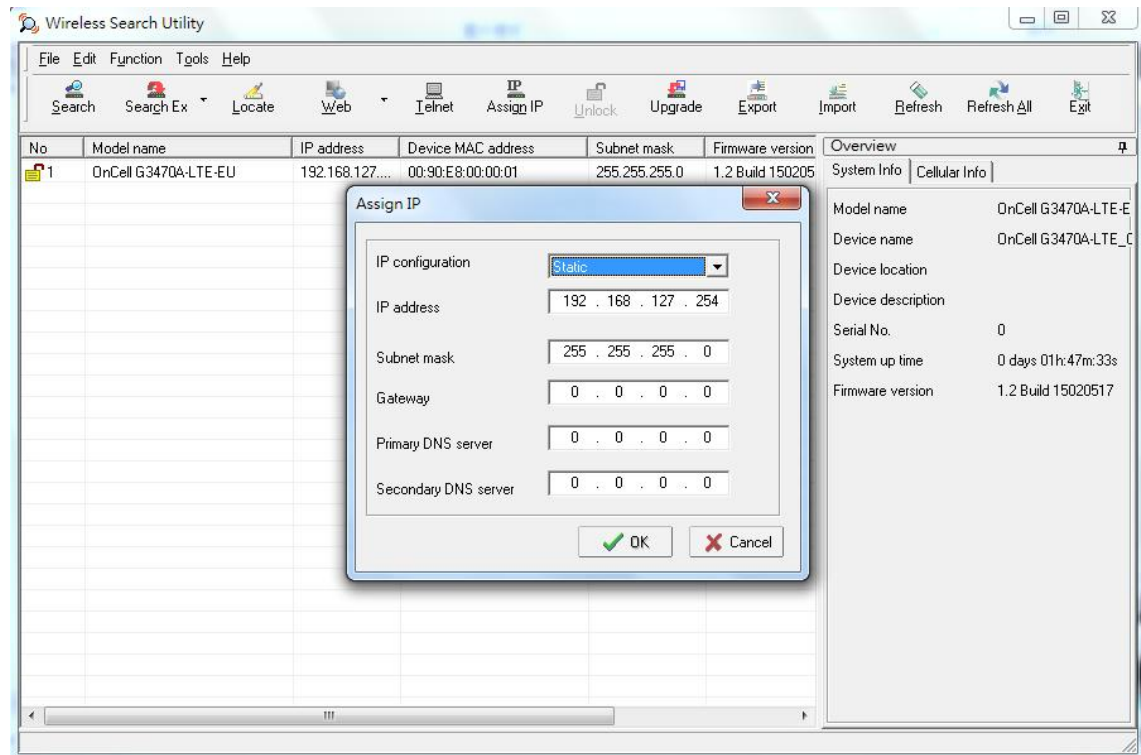 Wireless Search Utility
File Edit Function Tools Help
Search Search Ex Locate Web Telnet IP Assign IP Unlock Upgrade Export Import Refresh Refresh All Exit
No Model name IP address Device MAC address Subnet mask Firmware version
1 OnCell G3470A-LTE-EU 192.168.127.... 00:90:E8:00:00:01 255.255.255.0 1.2 Build 150205
Assign IP
IP configuration Static
IP address 192 . 168 . 127 . 254
Subnet mask 255 . 255 . 255 . 0
Gateway 0 . 0 . 0 . 0
Primary DNS server 0 . 0 . 0 . 0
Secondary DNS server 0 . 0 . 0 . 0
OK Cancel
Overview
System Info Cellular Info
Model name OnCell G3470A-LTE-E
Device name OnCell G3470A-LTE_C
Device location
Device description
Serial No. 0
System up time 0 days 01h:47m:33s
Firmware version 1.2 Build 15020517